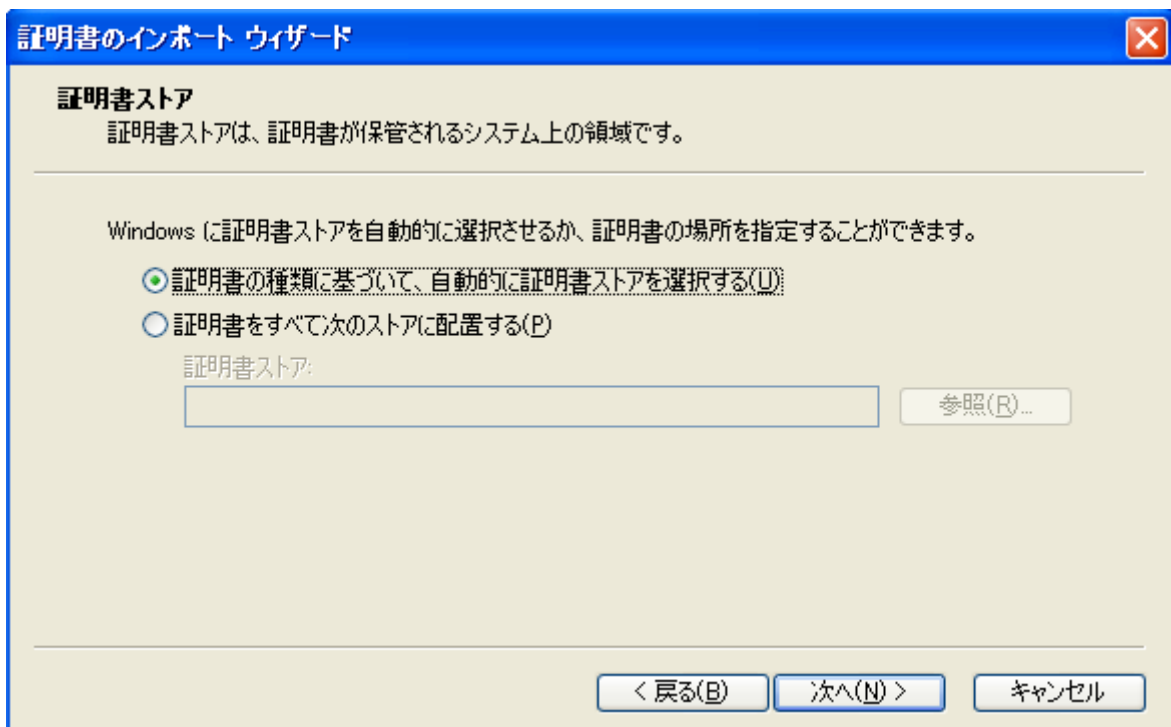 証明書のインポート ウィザード
証明書ストア
証明書ストアは、証明書が保管されるシステム上の領域です。
Windows に証明書ストアを自動的に選択させるか、証明書の場所を指定することができます。
証明書の種類に基づいて、自動的に証明書ストアを選択する(U)
証明書をすべて次のストアに配置する(P)
証明書ストア:
参照(R)...
< 戻る(B) 次へ(N) > キャンセル